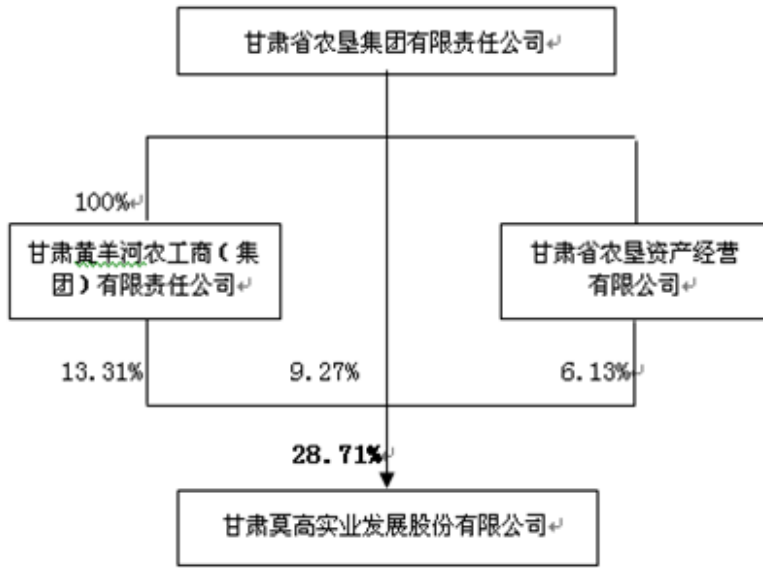 甘肃省农垦集团有限责任公司
100%
甘肃黄羊河农工商（集
团）有限责任公司
甘肃省农垦资产经营
有限公司
13.31%
9.27%
6.13%
28.71%
甘肃莫高实业发展股份有限公司